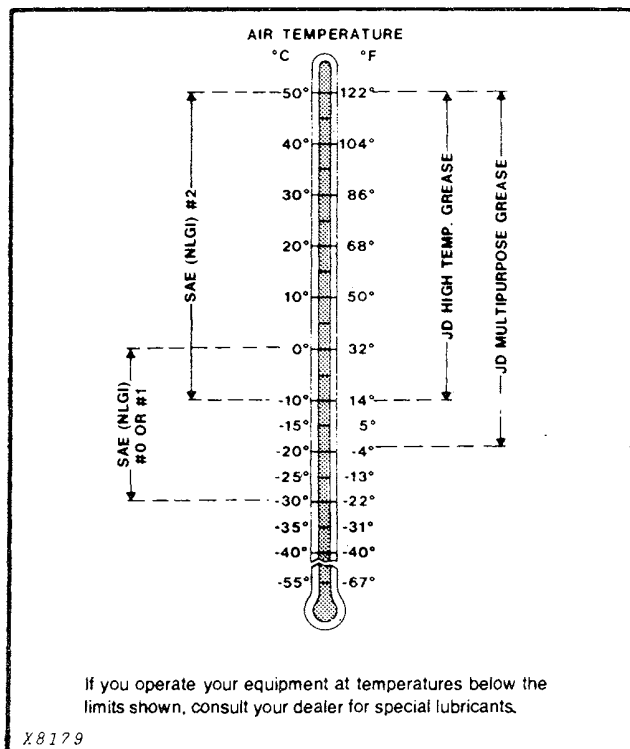 AIR TEMPERATURE
°C °F
50° 122°
40° 104°
30° 86°
20° 68°
10° 50°
0° 32°
-10° 14°
-15° 5°
-20° -4°
-25° -13°
-30° -22°
-35° -31°
-40° -40°
-55° -67°
SAE (NLGI) #2
SAE (NLGI)
#0 OR #1
JD HIGH TEMP. GREASE
JD MULTIPURPOSE GREASE
If you operate your equipment at temperatures below the
limits shown, consult your dealer for special lubricants.
X8179